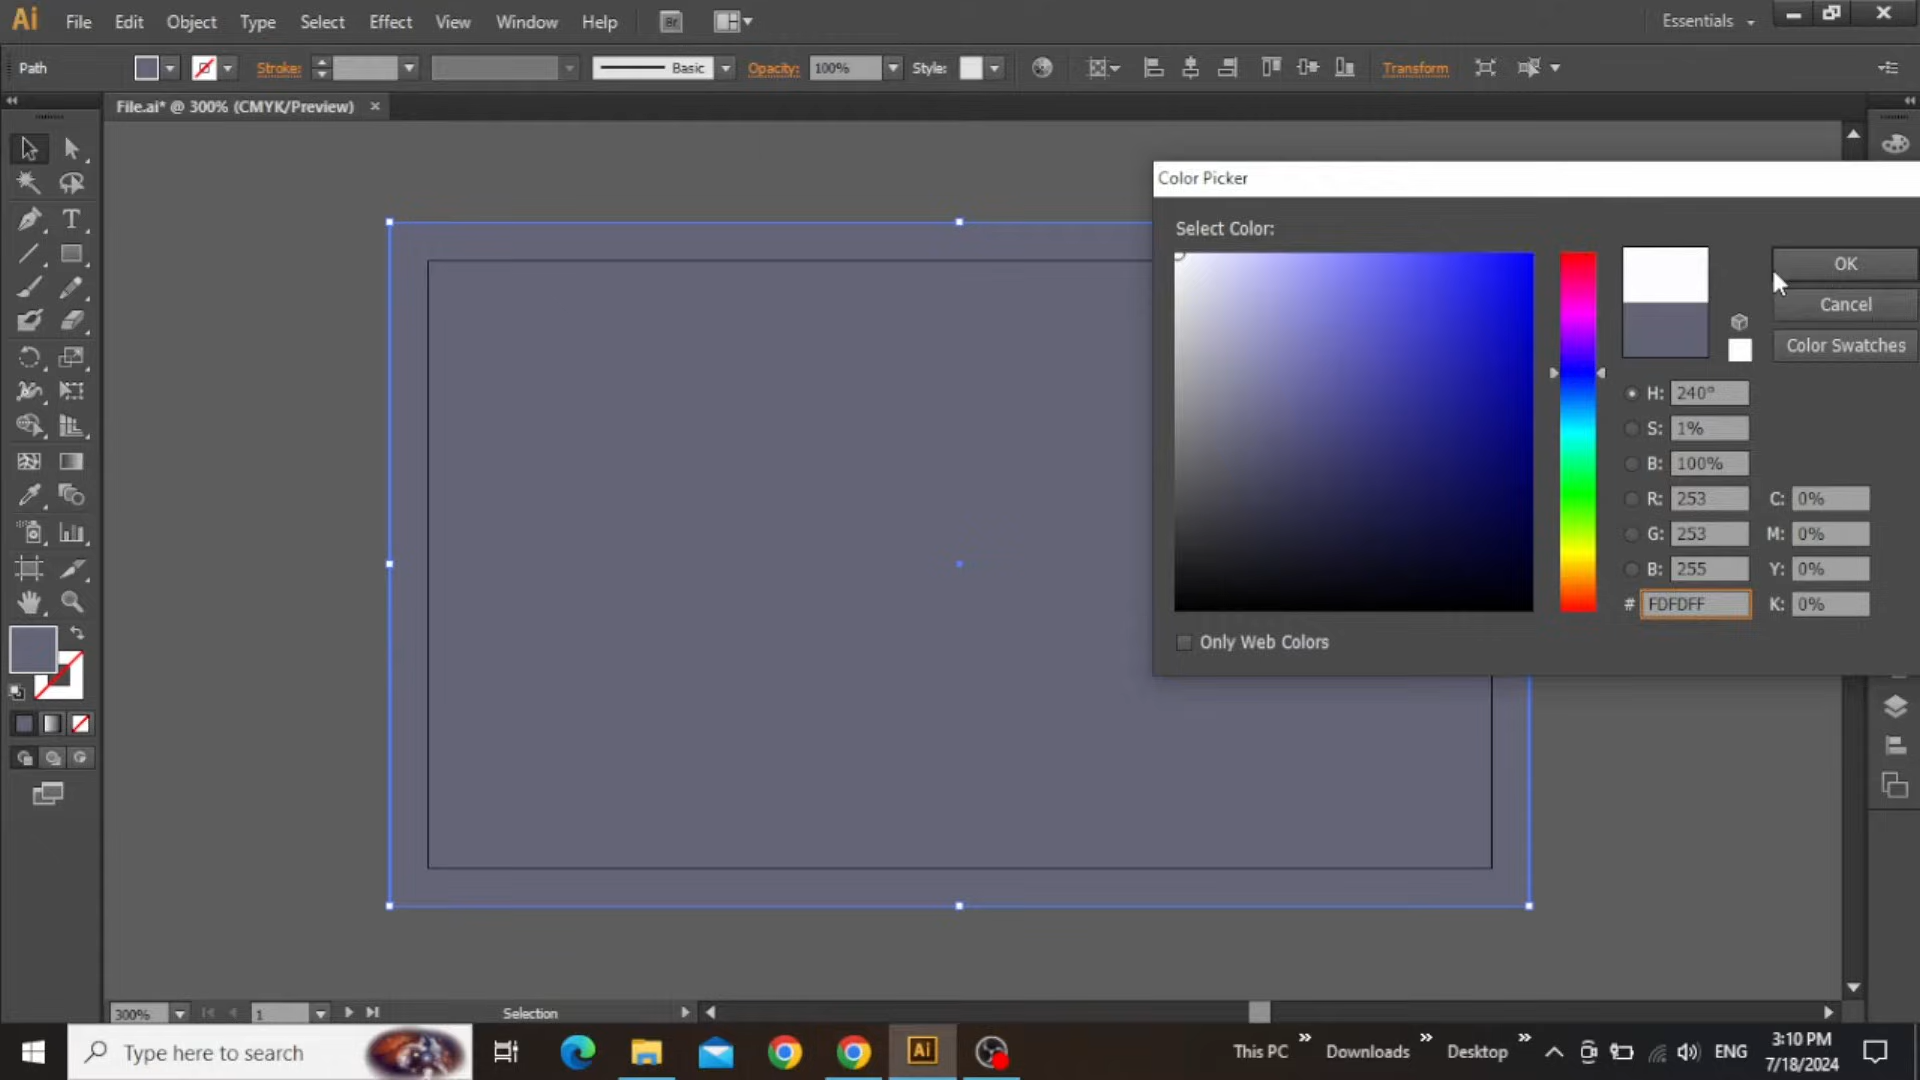 Ai File Edit Object Type Select Effect View Window Help Br Essentials
Path Stroke: Basic Opacity: 100% Style: Transform
File.ai* @ 300% (CMYK/Preview)
Color Picker
Select Color:
OK
Cancel
Color Swatches
H: 240°
S: 1%
B: 100%
R: 253 C: 0%
G: 253 M: 0%
B: 255 Y: 0%
# FDFDFF K: 0%
Only Web Colors
T
300% 1 Selection
Type here to search Ai This PC Downloads Desktop ENG 3:10 PM
7/18/2024